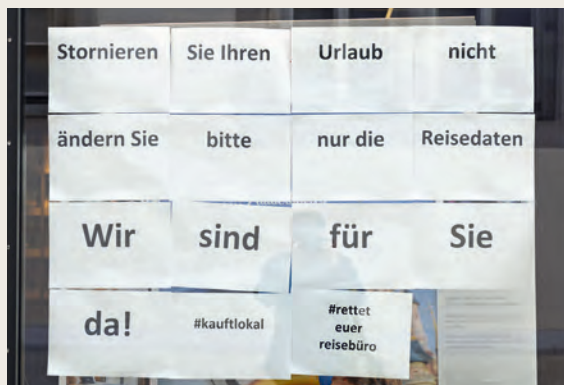 Stornieren Sie Ihren Urlaub nicht
ändern Sie bitte nur die Reisedaten
Wir sind für Sie
da! #kauftlokal #rettet
euer
reisebüro